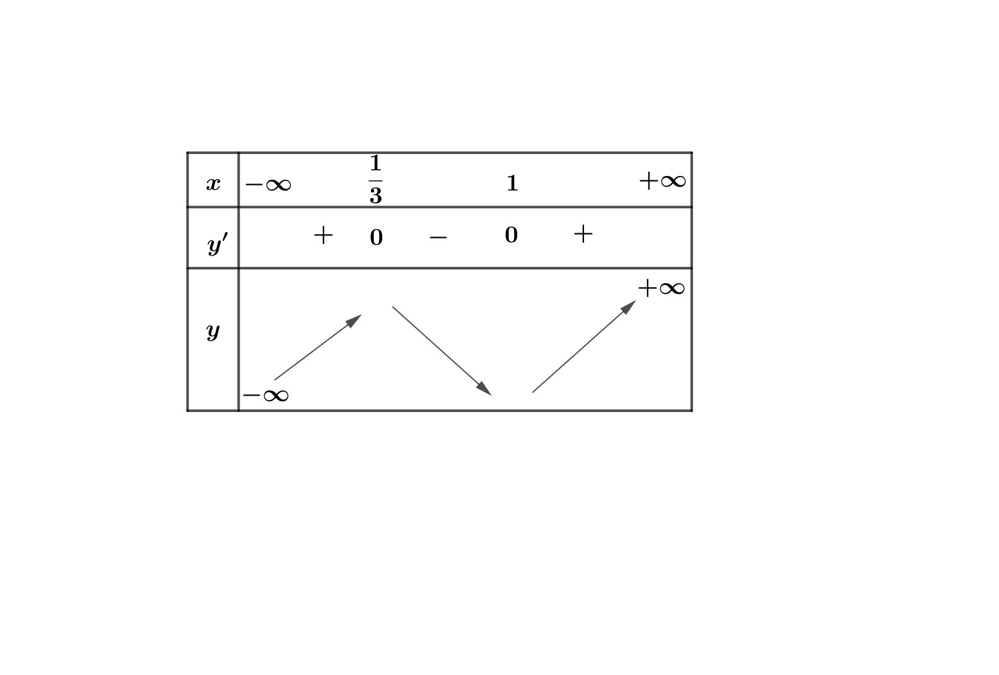 x −∞ 1/3 1 +∞
y′ + 0 − 0 +
y −∞ +∞